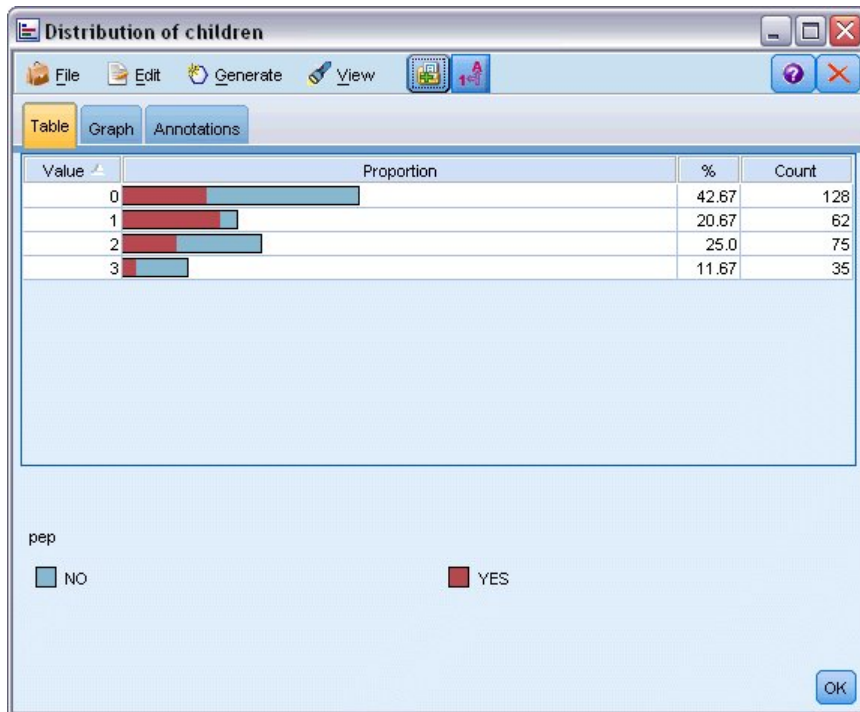 Distribution of children
File Edit Generate View
Table Graph Annotations
Value Proportion % Count
0 42.67 128
1 20.67 62
2 25.0 75
3 11.67 35
pep
NO YES
OK